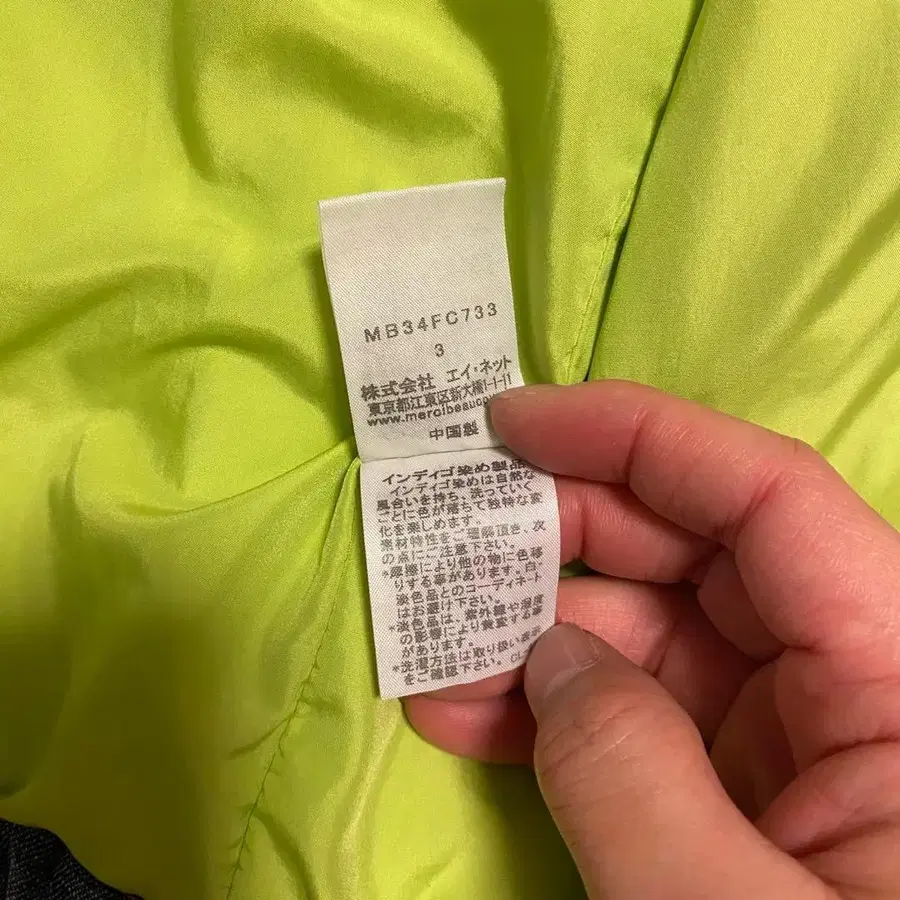 MB34FC733
3
株式会社 エイ・ネット
東京都江東区新大橋1-1-11
www.mercibeauco
中国製
インディゴ染め製品
インディゴ染めは自然な
風合いを持ち、洗っていく
ごとに色が落ちて独特な変
化を楽しめます。
素材特性をご理解頂き、次
の点にご注意下さい。
*摩擦により他の物に色移
りする事があります。白・
淡色品とのコーディネート
はお避け下さい。
*淡色品は、紫外線や湿度
の影響により黄変する事
があります。
*洗濯方法は取り扱い表示
をご確認下さい。